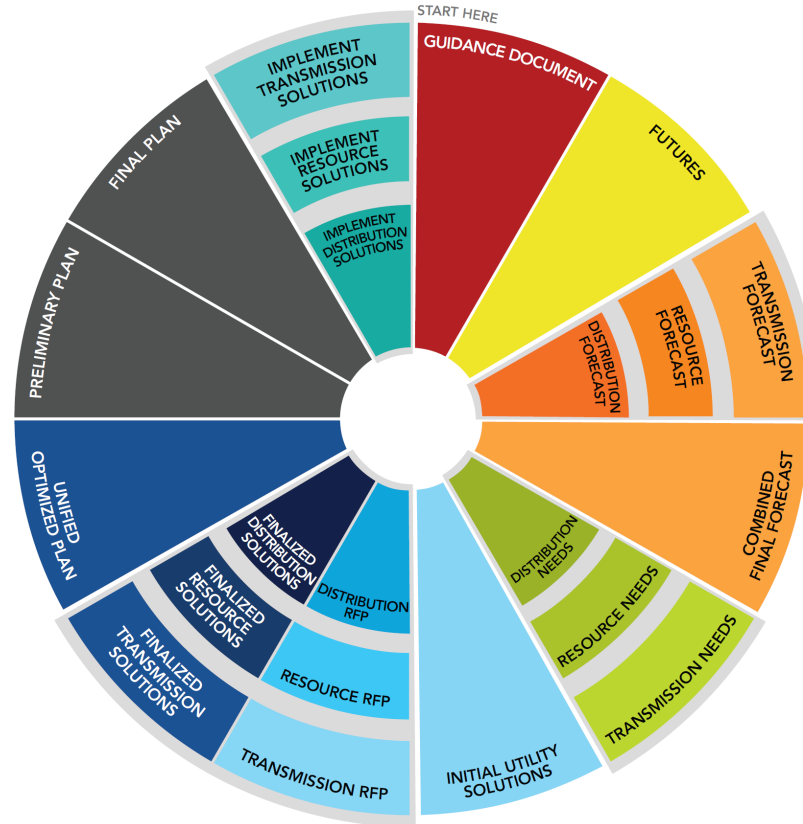 START HERE
GUIDANCE DOCUMENT
FUTURES
TRANSMISSION
FORECAST
RESOURCE
FORECAST
DISTRIBUTION
FORECAST
COMBINED
FINAL FORECAST
DISTRIBUTION
NEEDS
RESOURCE NEEDS
TRANSMISSION NEEDS
INITIAL UTILITY
SOLUTIONS
DISTRIBUTION
RFP
RESOURCE RFP
TRANSMISSION RFP
FINALIZED
DISTRIBUTION
SOLUTIONS
FINALIZED
RESOURCE
SOLUTIONS
FINALIZED
TRANSMISSION
SOLUTIONS
UNIFIED
OPTIMIZED PLAN
PRELIMINARY PLAN
FINAL PLAN
IMPLEMENT
TRANSMISSION
SOLUTIONS
IMPLEMENT
RESOURCE
SOLUTIONS
IMPLEMENT
DISTRIBUTION
SOLUTIONS